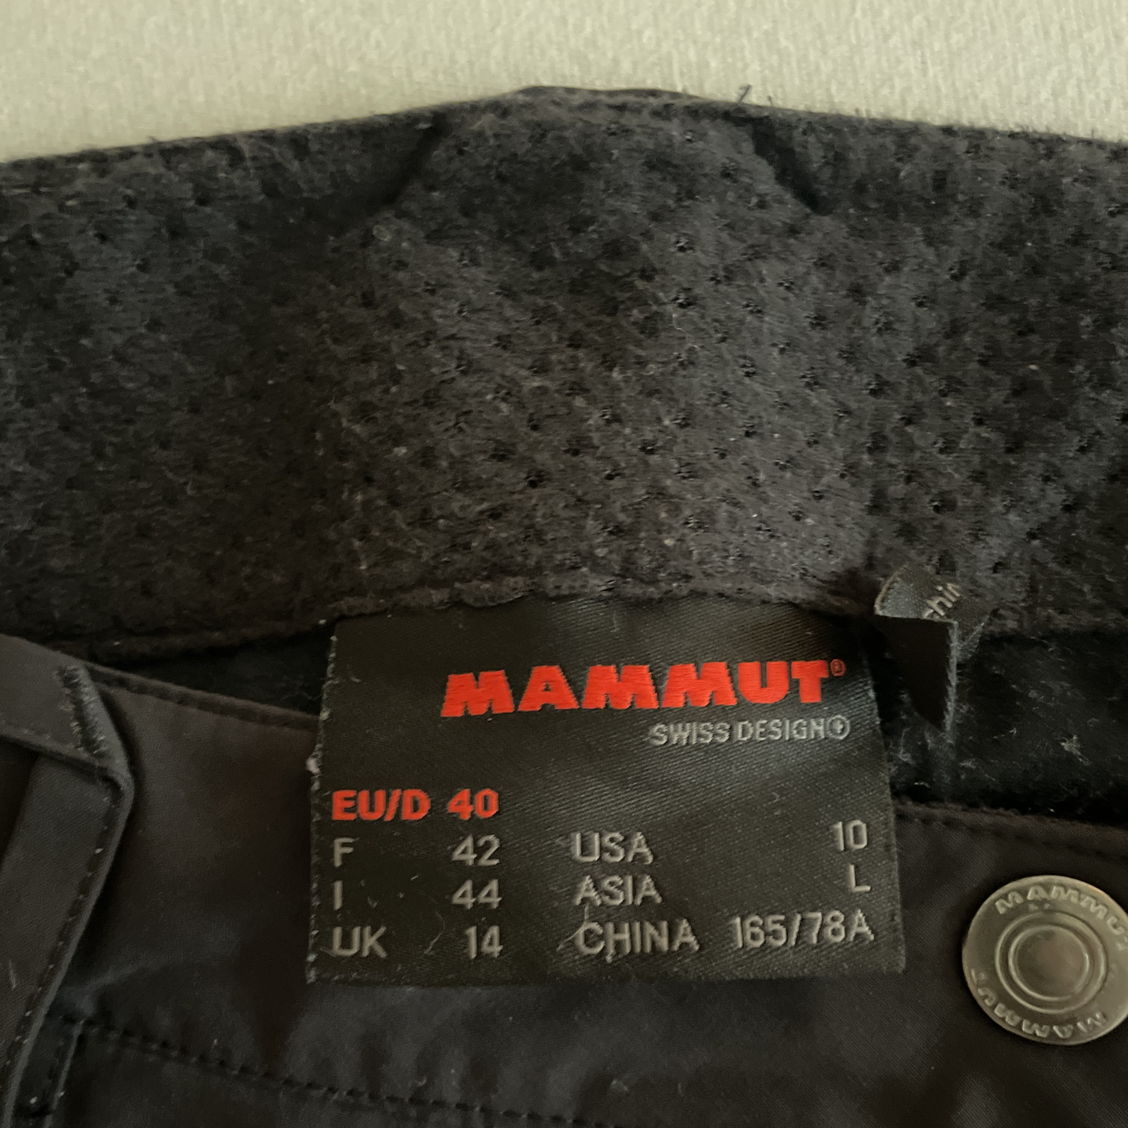 MAMMUT®
SWISS DESIGN
EU/D 40
F 42 USA 10
I 44 ASIA L
UK 14 CHINA 165/78A
MAMMUT
MAMMUT